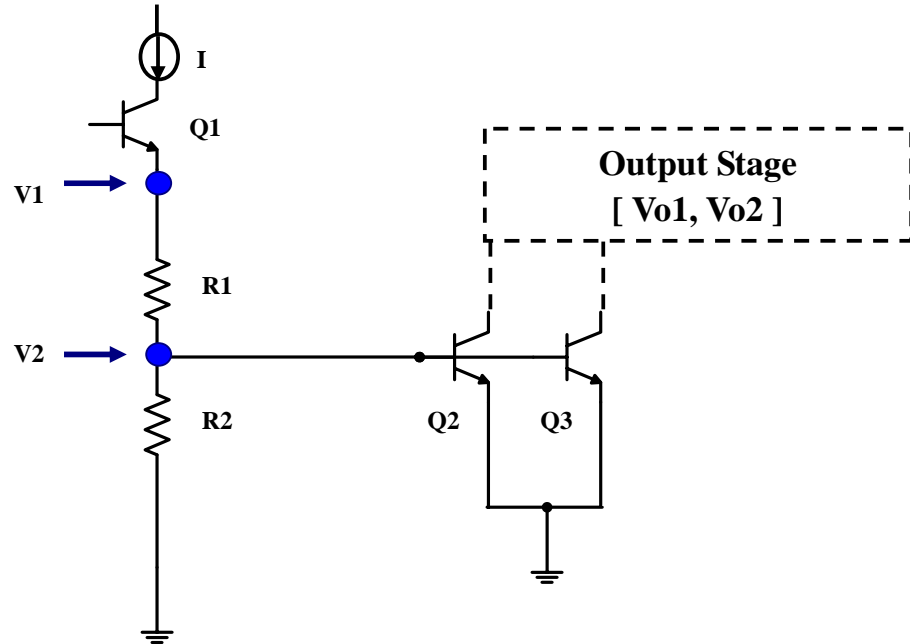 I
Q1
V1
Output Stage
[ Vo1, Vo2 ]
R1
V2
R2
Q2
Q3